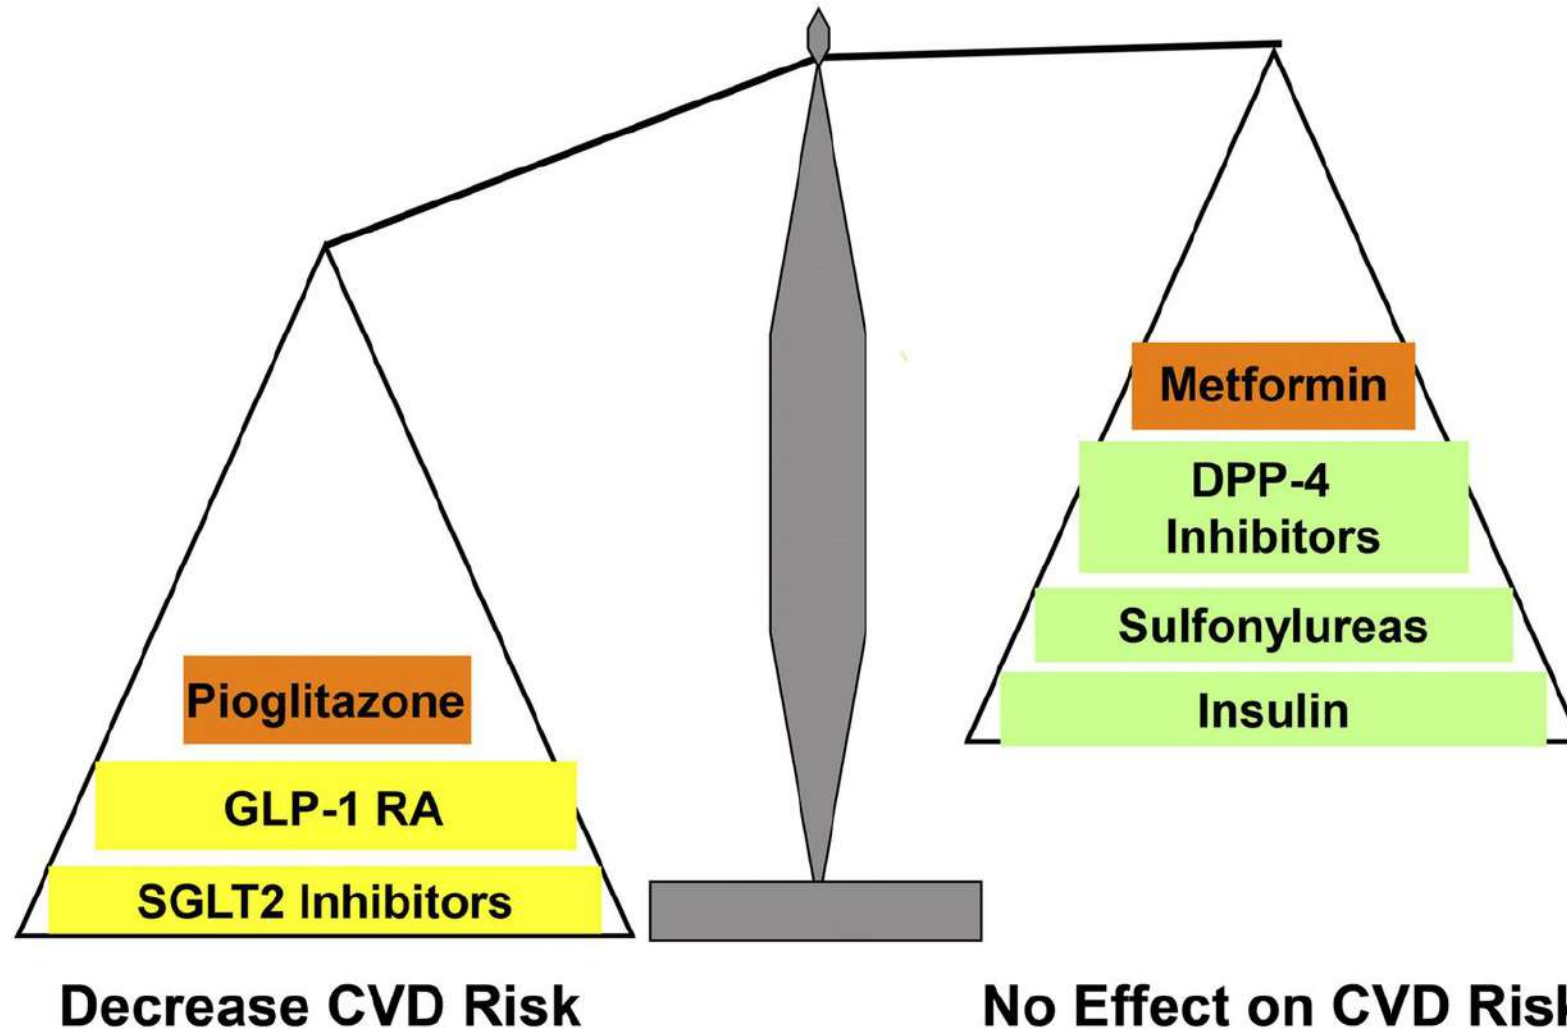 Metformin
DPP-4
Inhibitors
Sulfonylureas
Insulin
Pioglitazone
GLP-1 RA
SGLT2 Inhibitors
Decrease CVD Risk
No Effect on CVD Risk